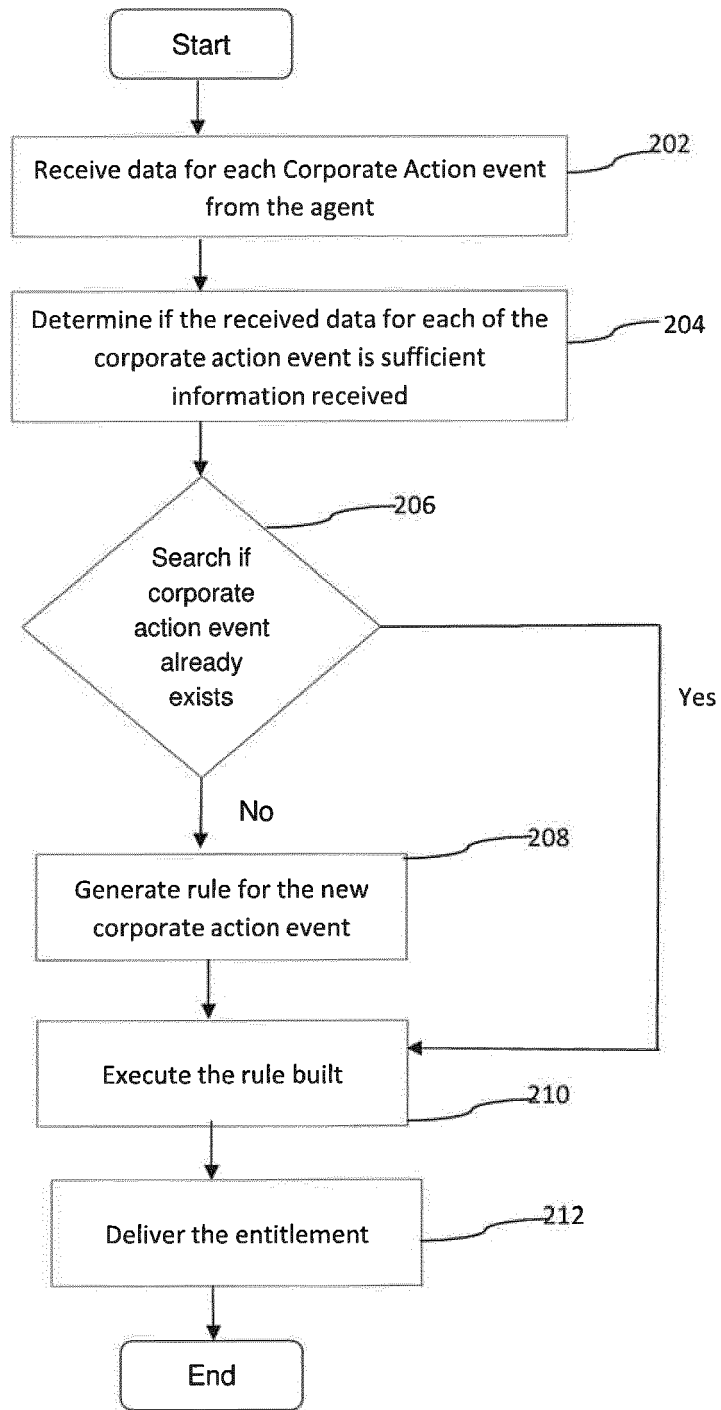 Start
202
Receive data for each Corporate Action event
from the agent
Determine if the received data for each of the
corporate action event is sufficient
information received
204
206
Search if
corporate
action event
already
exists
Yes
No
208
Generate rule for the new
corporate action event
Execute the rule built
210
Deliver the entitlement
212
End